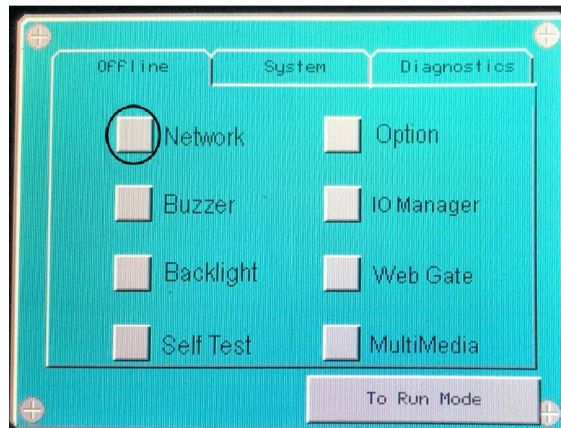 Offline System Diagnostics
Network Option
Buzzer IO Manager
Backlight Web Gate
Self Test MultiMedia
To Run Mode